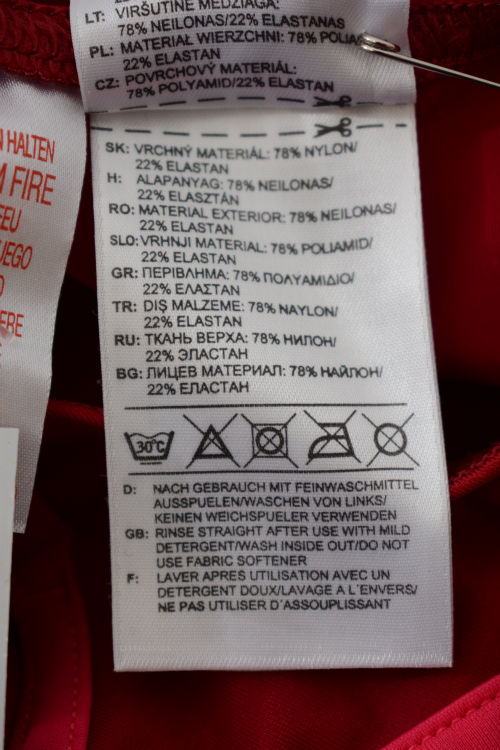 LT: VIRŠUTINĖ MEDŽIAGA:
78% NEILONAS/22% ELASTANAS
PL: MATERIAŁ WIERZCHNI: 78%
22% ELASTAN
CZ: POVRCHOVÝ MATERIÁL:
78% POLYAMID/22% ELASTAN
SK: VRCHNÝ MATERIÁL: 78% NYLON/
22% ELASTAN
H: ALAPANYAG: 78% NEILONAS/
22% ELASZTÁN
RO: MATERIAL EXTERIOR: 78% NEILONAS/
22% ELASTAN
SLO: VRHNJI MATERIAL: 78% POLIAMID/
22% ELASTAN
GR: ΠΕΡΙΒΛΗΜΑ: 78% ΠΟΛΥΑΜΙΔΙΟ/
22% ΕΛΑΣΤΑΝ
TR: DIŞ MALZEME: 78% NAYLON/
22% ELASTAN
RU: ТКАНЬ ВЕРХА: 78% НИЛОН/
22% ЭЛАСТАН
BG: ЛИЦЕВ МАТЕРИАЛ: 78% НАЙЛОН/
22% ЕЛАСТАН
30°C
D: NACH GEBRAUCH MIT FEINWASCHMITTEL
AUSSPUELEN/WASCHEN VON LINKS/
KEINEN WEICHSPUELER VERWENDEN
GB: RINSE STRAIGHT AFTER USE WITH MILD
DETERGENT/WASH INSIDE OUT/DO NOT
USE FABRIC SOFTENER
F: LAVER APRES UTILISATION AVEC UN
DETERGENT DOUX/LAVAGE A L´ENVERS/
NE PAS UTILISER D´ASSOUPLISSANT
HALTEN
FIRE